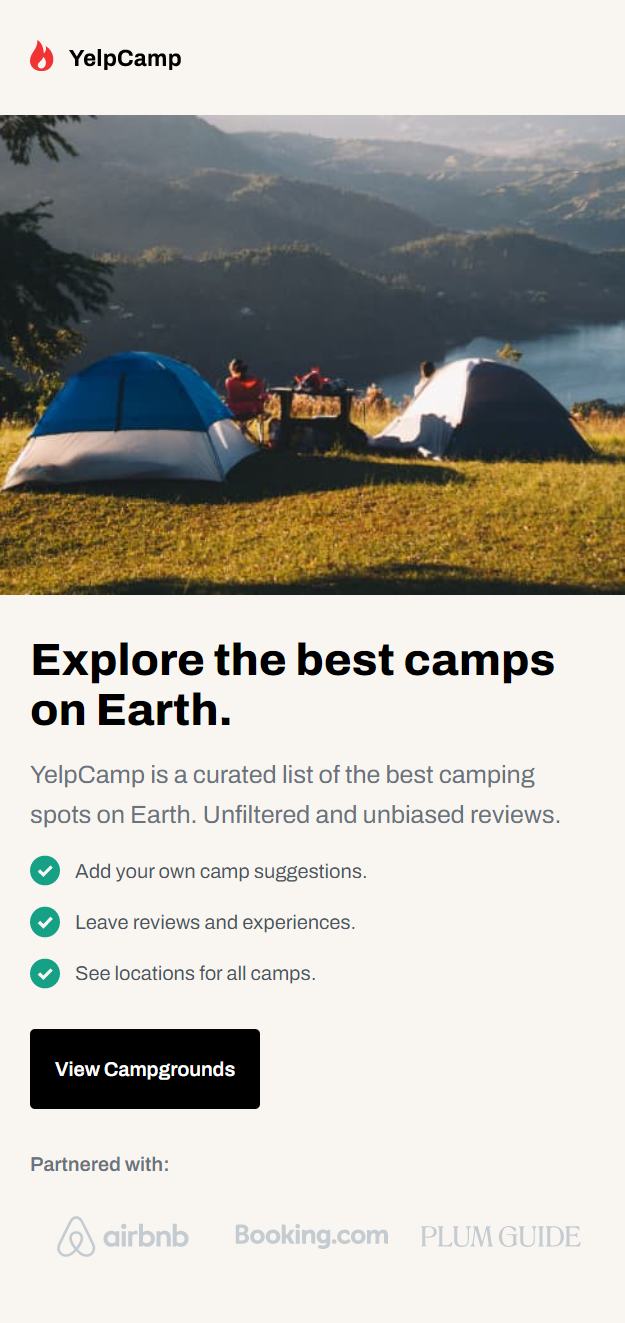 YelpCamp
Explore the best camps
on Earth.
YelpCamp is a curated list of the best camping
spots on Earth. Unfiltered and unbiased reviews.
Add your own camp suggestions.
Leave reviews and experiences.
See locations for all camps.
View Campgrounds
Partnered with:
airbnb Booking.com PLUM GUIDE